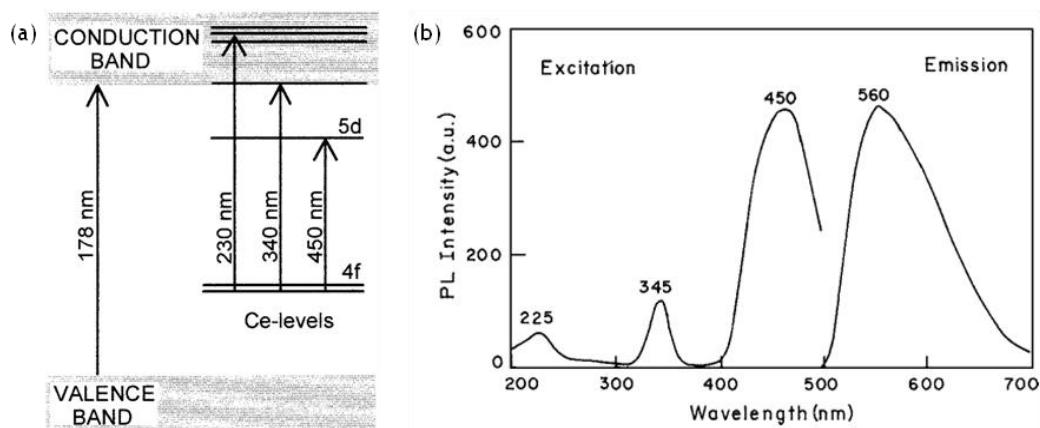 (a)
CONDUCTION
BAND
5d
178 nm
230 nm
340 nm
450 nm
4f
Ce-levels
VALENCE
BAND
(b)
600
400
200
0
PL Intensity (a.u.)
Excitation
Emission
225
345
450
560
200
300
400
500
600
700
Wavelength (nm)